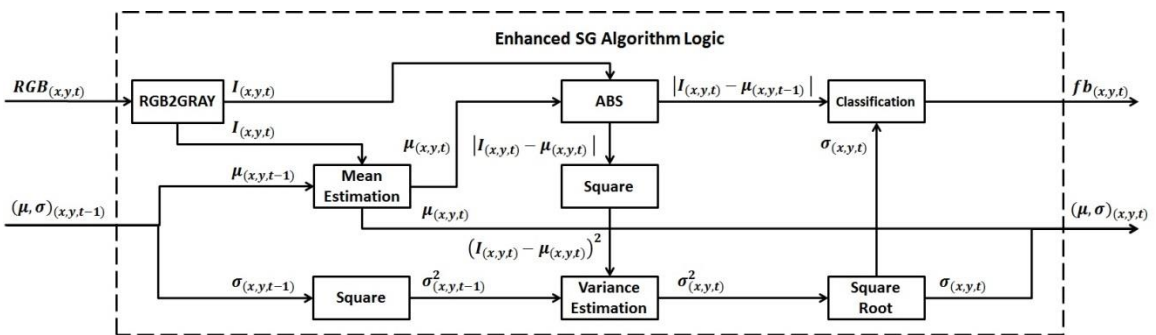 Enhanced SG Algorithm Logic
RGB(x,y,t)
RGB2GRAY
I(x,y,t)
ABS
|I(x,y,t) − μ(x,y,t−1)|
Classification
fb(x,y,t)
I(x,y,t)
μ(x,y,t)
|I(x,y,t) − μ(x,y,t)|
σ(x,y,t)
μ(x,y,t−1)
Mean
Estimation
Square
(μ, σ)(x,y,t−1)
μ(x,y,t)
(μ, σ)(x,y,t)
(I(x,y,t) − μ(x,y,t))²
σ(x,y,t−1)
Square
σ²(x,y,t−1)
Variance
Estimation
σ²(x,y,t)
Square
Root
σ(x,y,t)